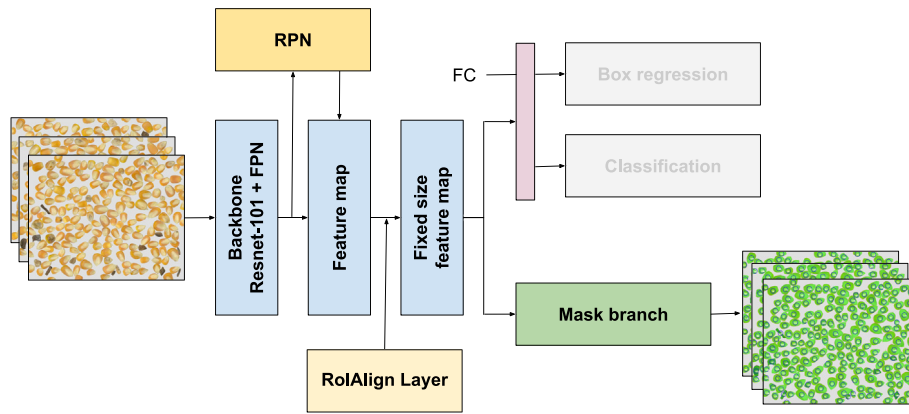 RPN
FC
Box regression
Classification
Backbone
Resnet-101 + FPN
Feature map
Fixed size
feature map
Mask branch
RoIAlign Layer